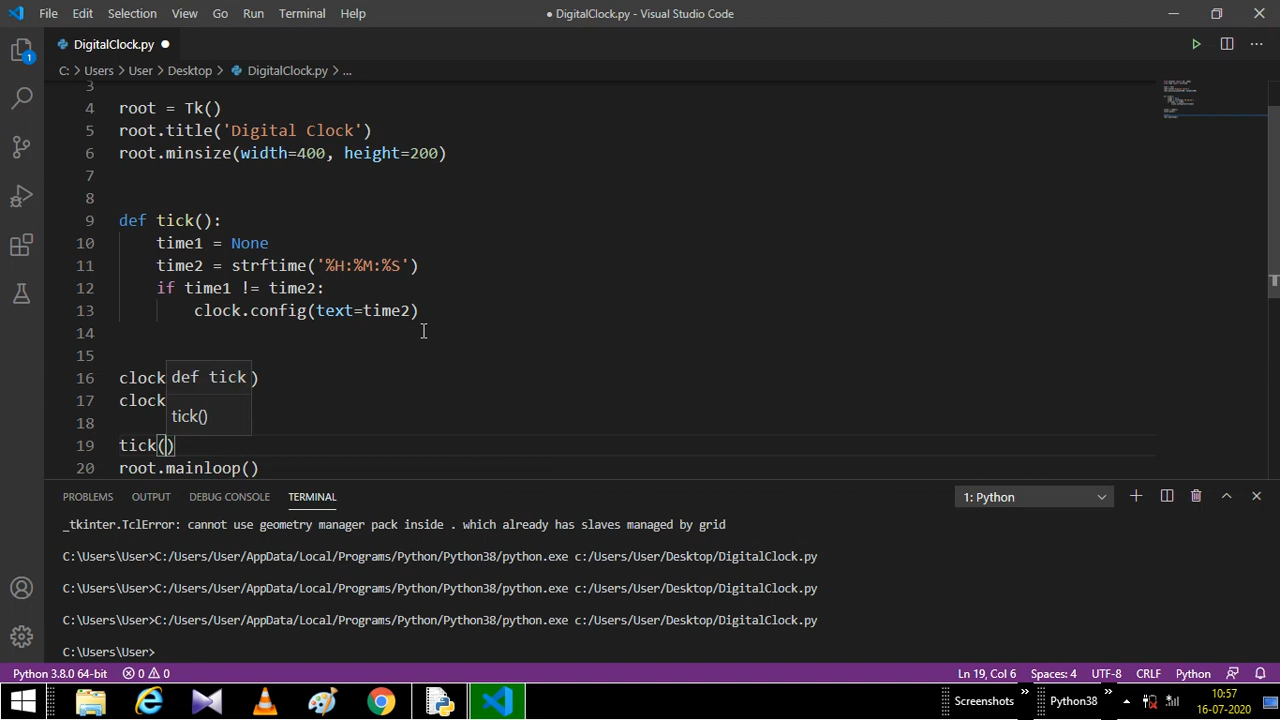 File Edit Selection View Go Run Terminal Help
● DigitalClock.py - Visual Studio Code
DigitalClock.py
C: > Users > User > Desktop > DigitalClock.py > ...
3
4 root = Tk()
5 root.title('Digital Clock')
6 root.minsize(width=400, height=200)
7
8
9 def tick():
10 time1 = None
11 time2 = strftime('%H:%M:%S')
12 if time1 != time2:
13 clock.config(text=time2)
14
15
16 clock )
def tick
17 clock
tick()
18
19 tick()
20 root.mainloop()
PROBLEMS OUTPUT DEBUG CONSOLE TERMINAL 1: Python
_tkinter.TclError: cannot use geometry manager pack inside . which already has slaves managed by grid
C:\Users\User>C:/Users/User/AppData/Local/Programs/Python/Python38/python.exe c:/Users/User/Desktop/DigitalClock.py
C:\Users\User>C:/Users/User/AppData/Local/Programs/Python/Python38/python.exe c:/Users/User/Desktop/DigitalClock.py
C:\Users\User>C:/Users/User/AppData/Local/Programs/Python/Python38/python.exe c:/Users/User/Desktop/DigitalClock.py
C:\Users\User>
1
Python 3.8.0 64-bit 0 0 Ln 19, Col 6 Spaces: 4 UTF-8 CRLF Python
Screenshots » Python38 » 10:57
16-07-2020